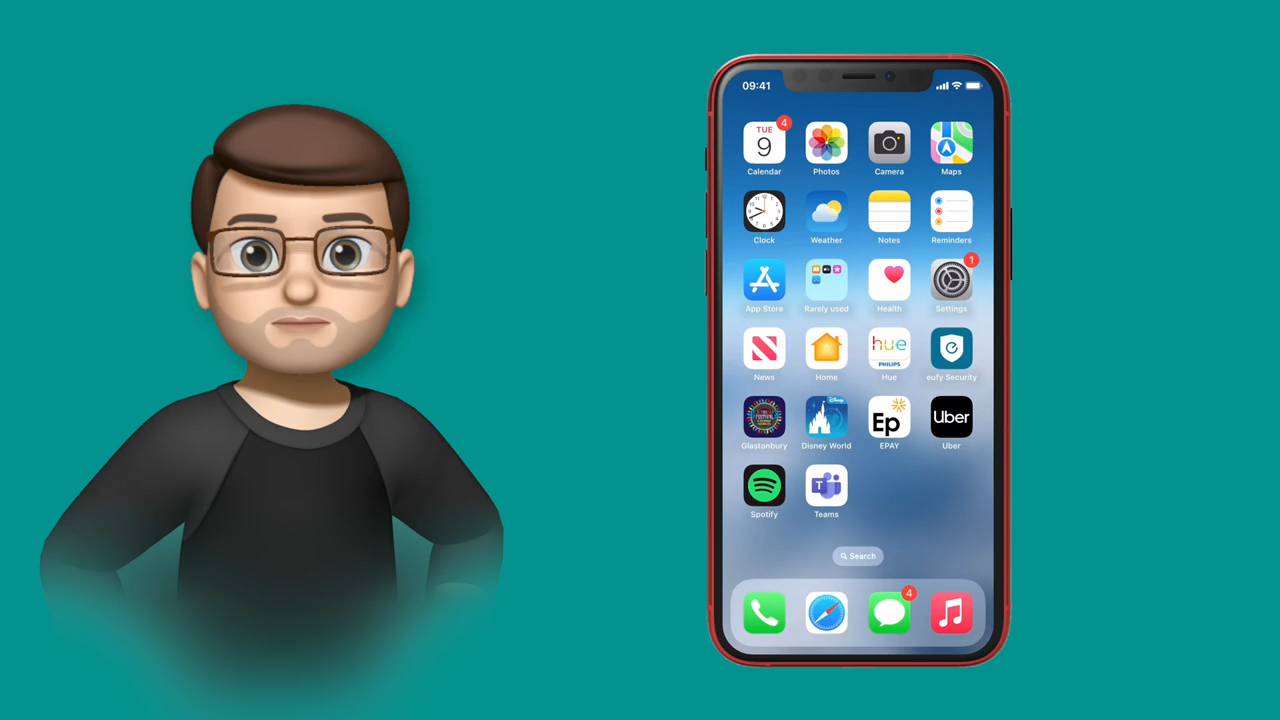 09:41
TUE
9
4
Calendar
Photos
Camera
Maps
Clock
Weather
Notes
Reminders
1
App Store
Rarely used
Health
Settings
hue
PHILIPS
News
Home
Hue
eufy Security
FESTIVAL
Disney
Ep
Uber
Glastonbury
Disney World
EPAY
Uber
T
Spotify
Teams
Search
4